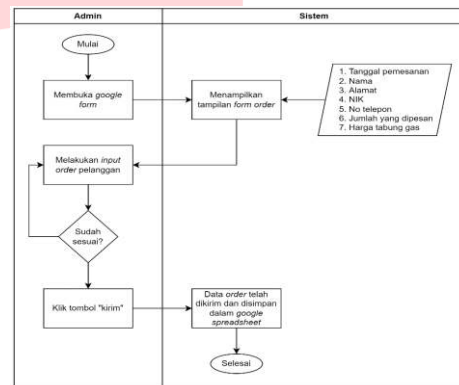 Admin
Sistem
Mulai
Membuka google
form
Menampilkan
tampilan form order
1. Tanggal pemesanan
2. Nama
3. Alamat
4. NIK
5. No telepon
6. Jumlah yang dipesan
7. Harga tabung gas
Melakukan input
order pelanggan
Sudah
sesuai?
Klik tombol "kirim"
Data order telah
dikirim dan disimpan
dalam google
spreadsheet
Selesai